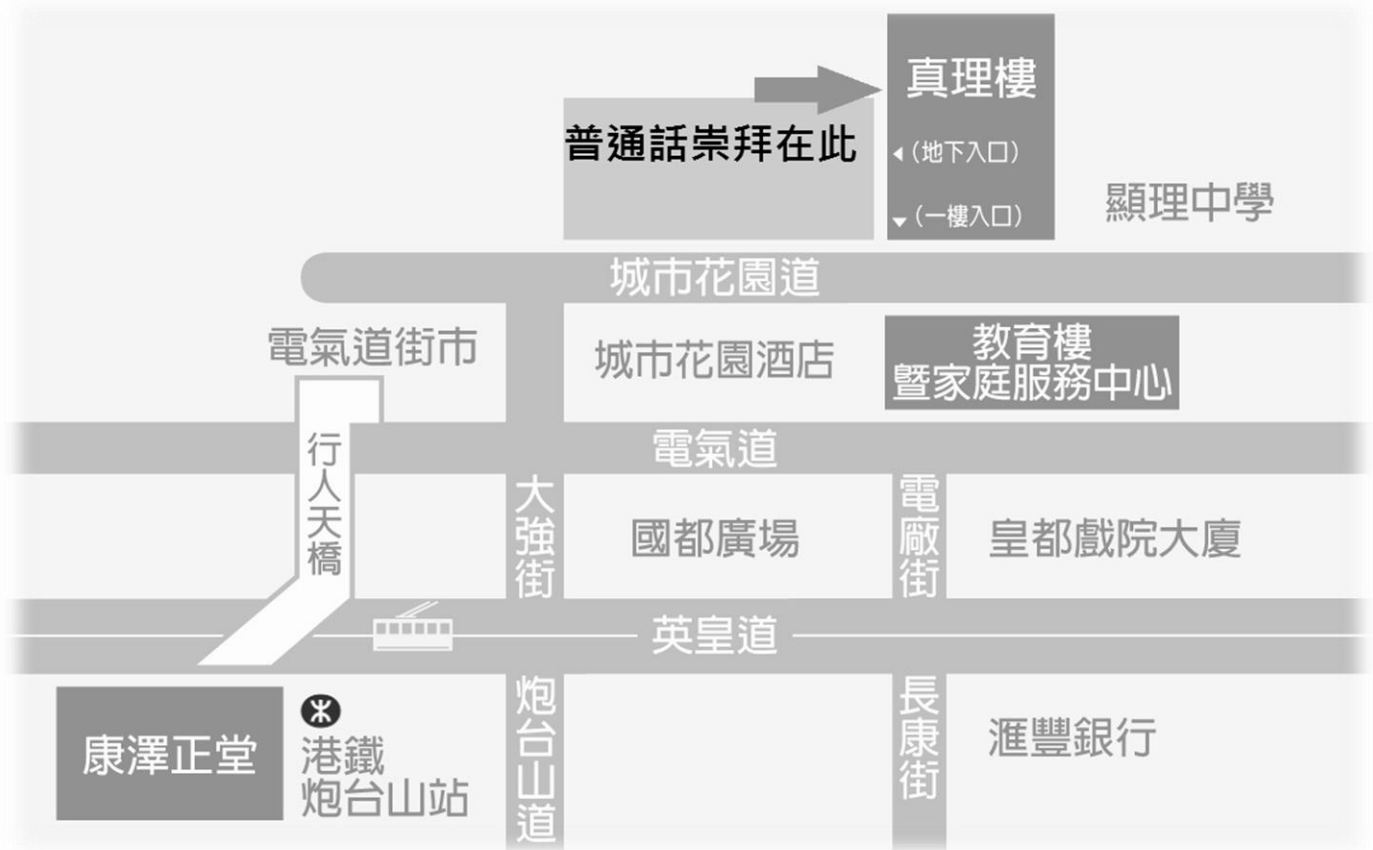 真理樓
普通話崇拜在此
(地下入口)
(一樓入口)
顯理中學
城市花園道
電氣道街市
城市花園酒店
教育樓
暨家庭服務中心
行人天橋
電氣道
大強街
國都廣場
電廠街
皇都戲院大廈
英皇道
康澤正堂
港鐵
炮台山站
炮台山道
長康街
滙豐銀行